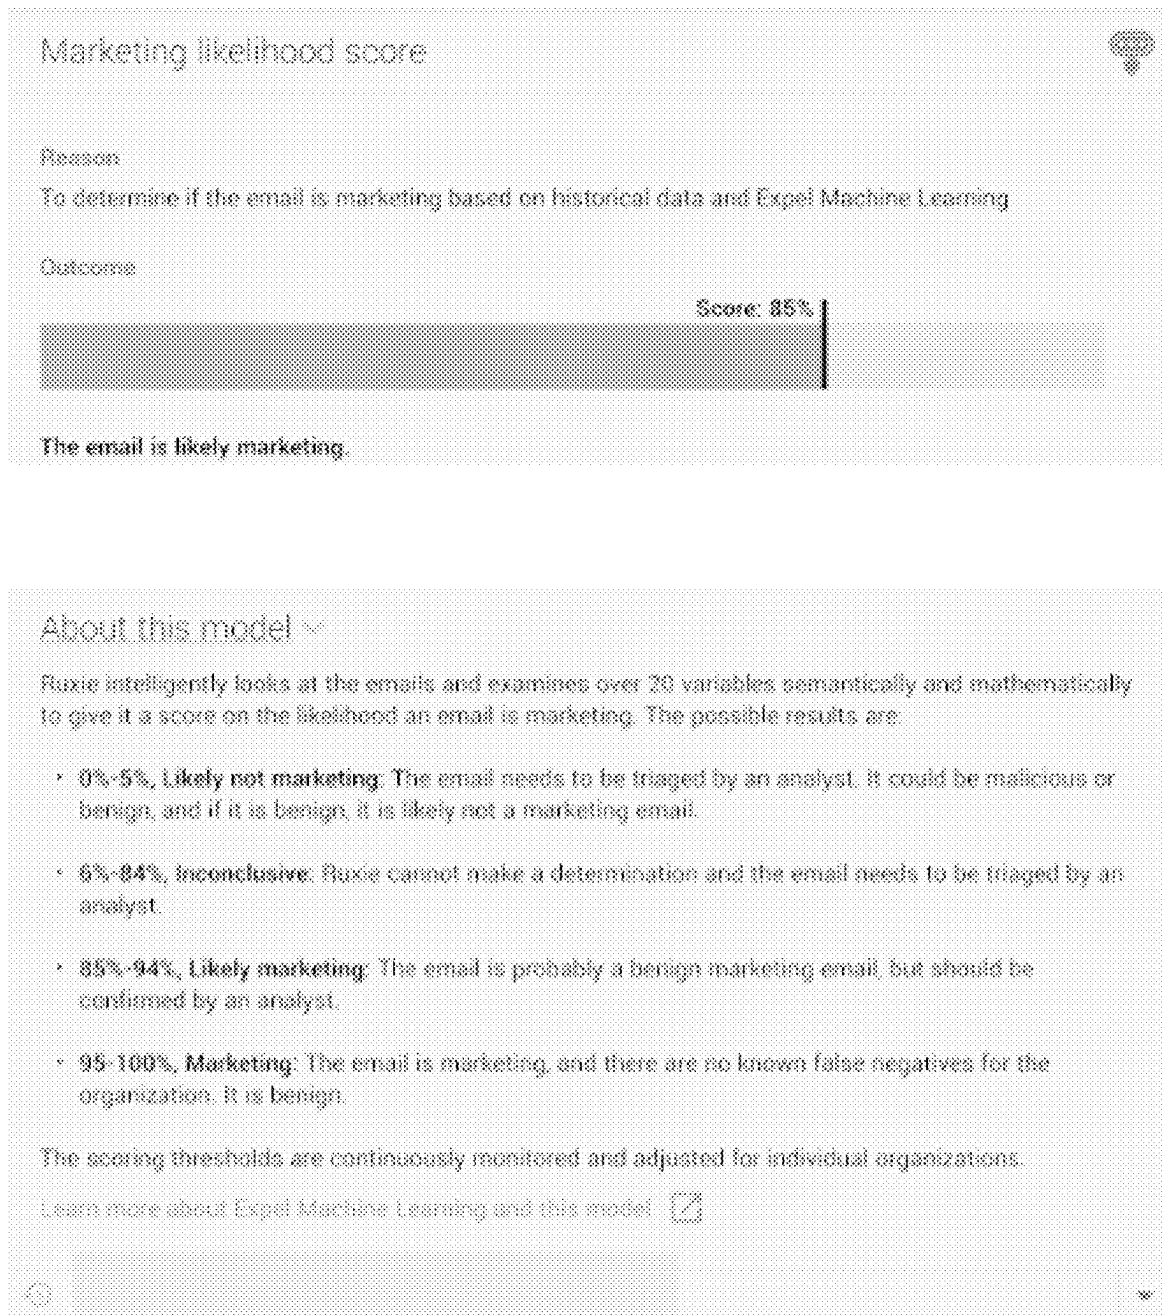 Marketing likelihood score
Reason
To determine if the email is marketing based on historical data and Expel Machine Learning
Outcome
Score: 85%
The email is likely marketing.
About this model
Ruxie intelligently looks at the emails and examines over 20 variables semantically and mathematically
to give it a score on the likelihood an email is marketing. The possible results are:
• 0%-5%, Likely not marketing: The email needs to be triaged by an analyst. It could be malicious or
benign, and if it is benign, it is likely not a marketing email.
• 6%-84%, Inconclusive: Ruxie cannot make a determination and the email needs to be triaged by an
analyst.
• 85%-94%, Likely marketing: The email is probably a benign marketing email, but should be
confirmed by an analyst.
• 95-100%, Marketing: The email is marketing, and there are no known false negatives for the
organization. It is benign.
The scoring thresholds are continuously monitored and adjusted for individual organizations.
Learn more about Expel Machine Learning and this model